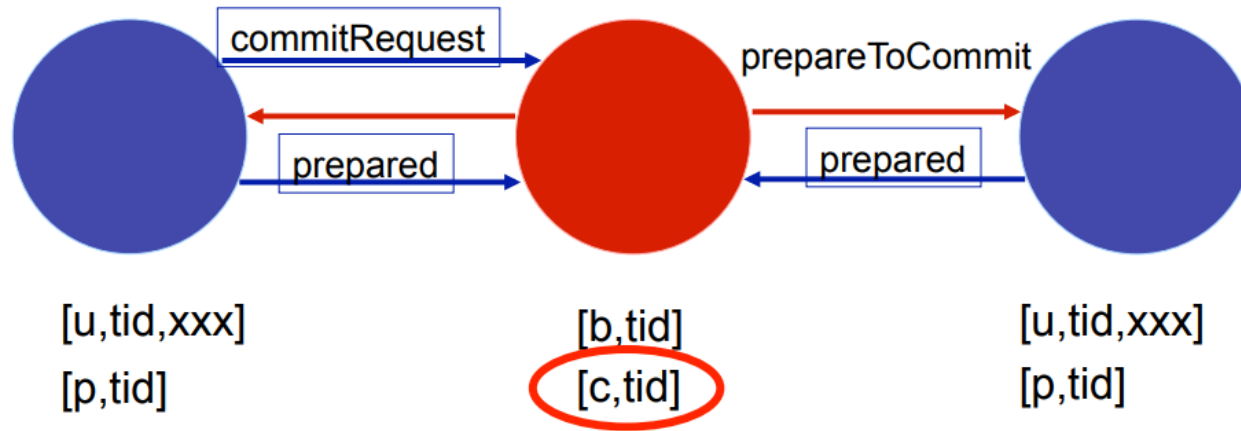 commitRequest
prepareToCommit
prepared
prepared
[u,tid,xxx]
[b,tid]
[u,tid,xxx]
[p,tid]
[c,tid]
[p,tid]